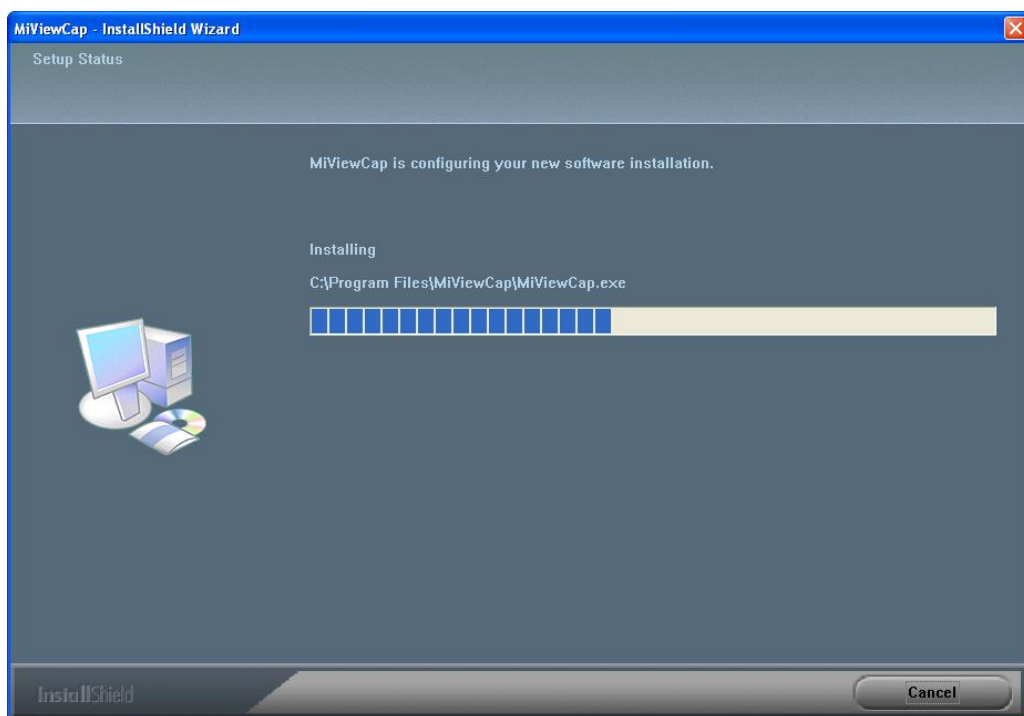 MiViewCap - InstallShield Wizard
Setup Status
MiViewCap is configuring your new software installation.
Installing
C:\Program Files\MiViewCap\MiViewCap.exe
InstallShield
Cancel